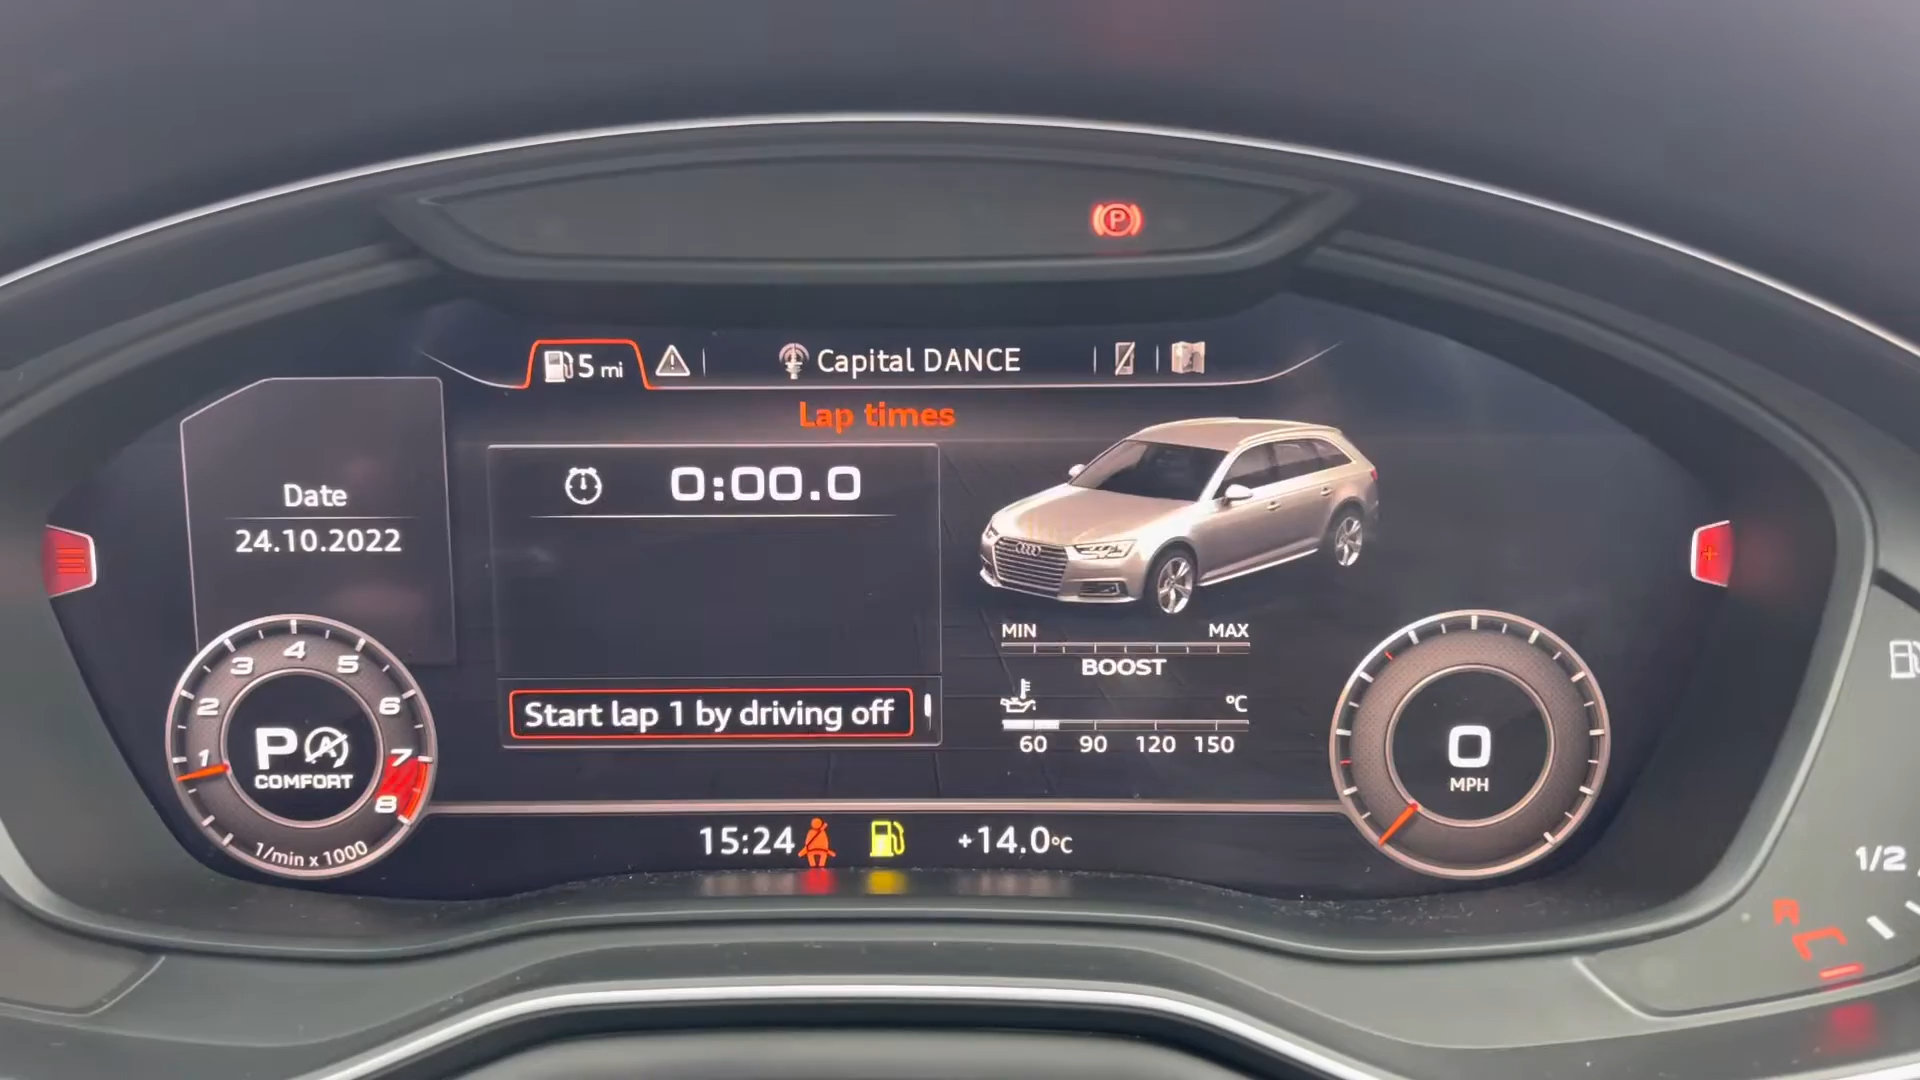 5 mi
Capital DANCE
Lap times
Date
24.10.2022
0:00.0
Start lap 1 by driving off
MIN MAX
BOOST
°C
60 90 120 150
1 2 3 4 5 6 7 8
P
COMFORT
1/min x 1000
0
MPH
15:24
+14.0°C
1/2
P